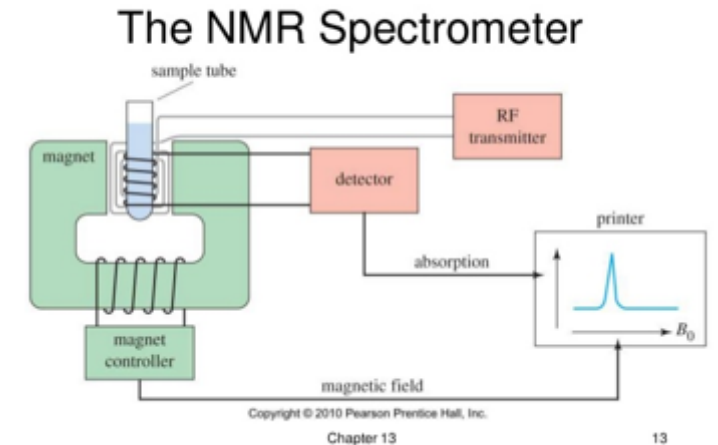 The NMR Spectrometer
sample tube
RF
transmitter
magnet
detector
printer
absorption
B₀
magnet
controller
magnetic field
Copyright © 2010 Pearson Prentice Hall, Inc.
Chapter 13
13